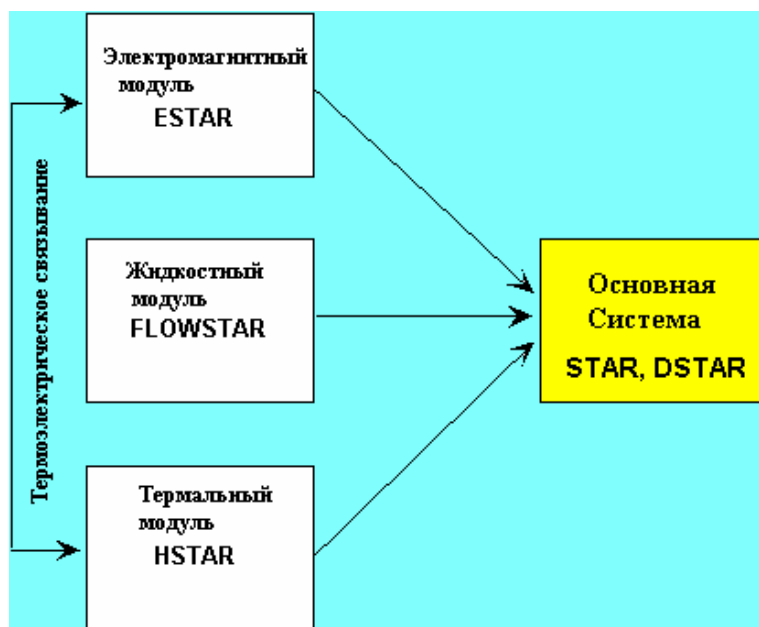 Электромагнитный
модуль
ESTAR
Термоэлектрическое связывание
Жидкостный
модуль
FLOWSTAR
Основная
Система
STAR, DSTAR
Термальный
модуль
HSTAR